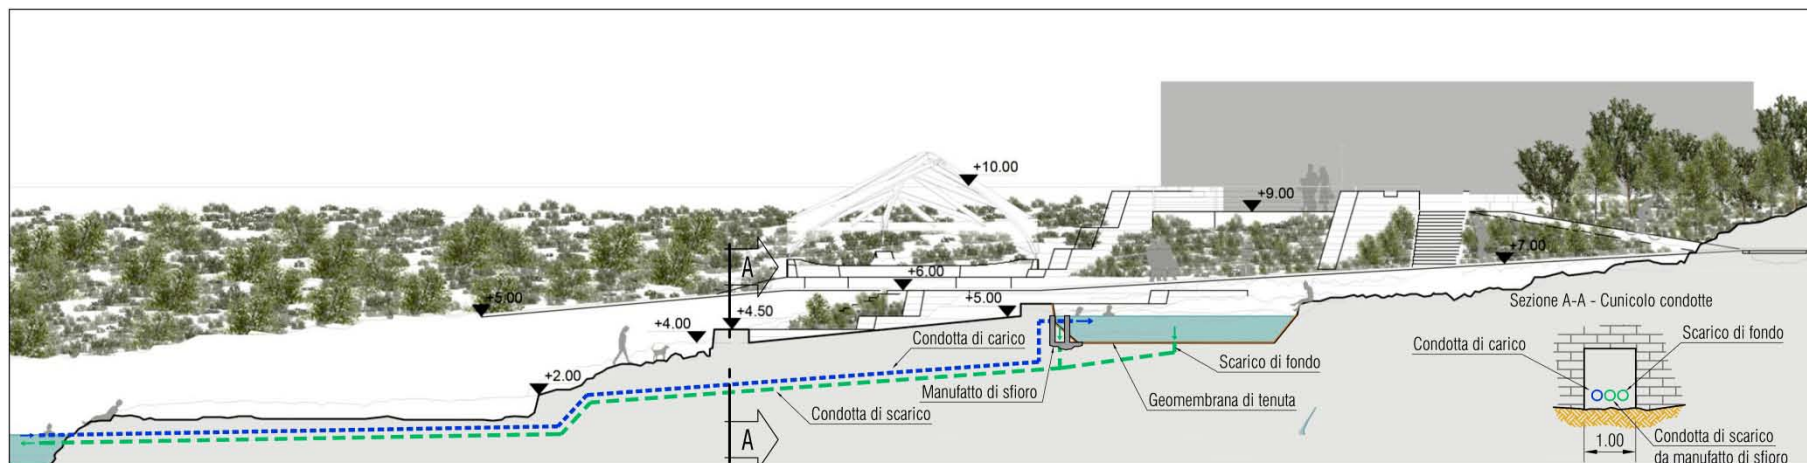 +10.00
+9.00
+7.00
A
+6.00
+5.00
+5.00
+4.50
+4.00
+2.00
Condotta di carico
Condotta di scarico
Manufatto di sfioro
Scarico di fondo
Geomembrana di tenuta
A
Sezione A-A - Cunicolo condotte
Condotta di carico
Scarico di fondo
Condotta di scarico
da manufatto di sfioro
1.00